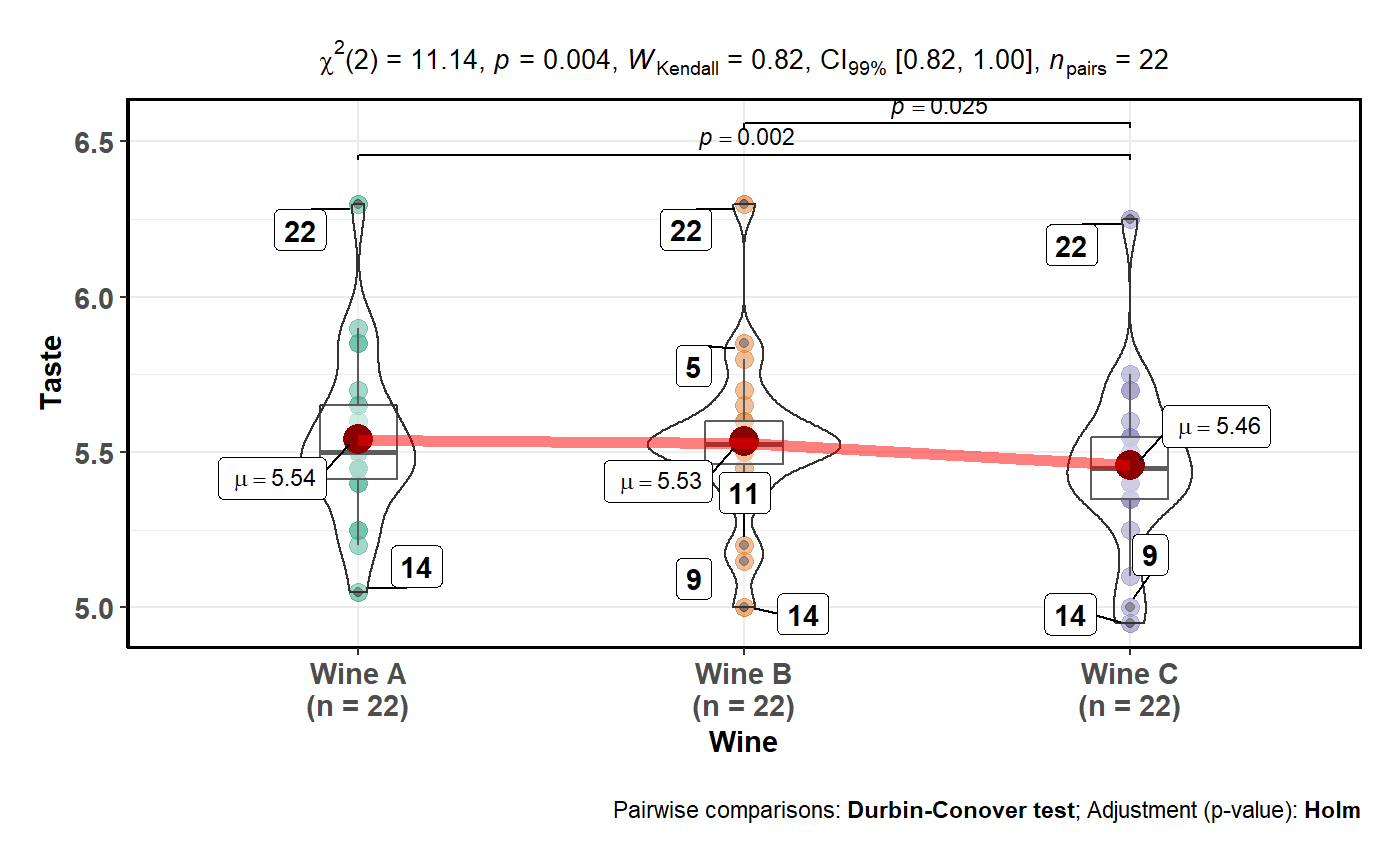 χ²(2) = 11.14, p = 0.004, W_Kendall = 0.82, CI_99% [0.82, 1.00], n_pairs = 22
p = 0.025
6.5
p = 0.002
22
22
22
6.0
Taste
5
μ = 5.46
5.5
μ = 5.54
μ = 5.53
11
9
14
9
5.0
14
14
Wine A
(n = 22)
Wine B
(n = 22)
Wine C
(n = 22)
Wine
Pairwise comparisons: Durbin-Conover test; Adjustment (p-value): Holm